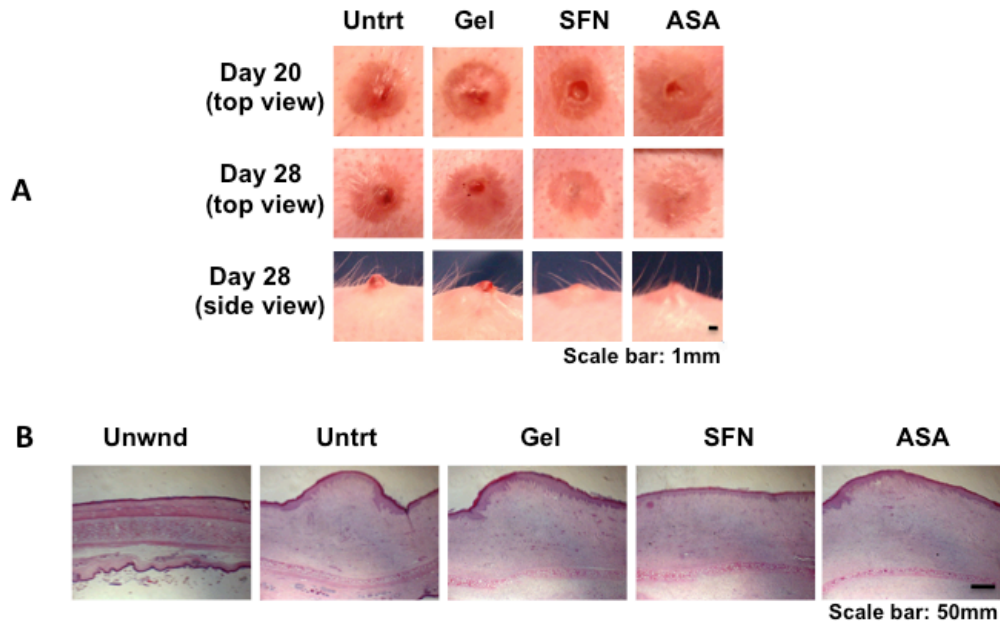 Untrt Gel SFN ASA
Day 20
(top view)
Day 28
(top view)
A
Day 28
(side view)
Scale bar: 1mm
B Unwnd Untrt Gel SFN ASA
Scale bar: 50mm